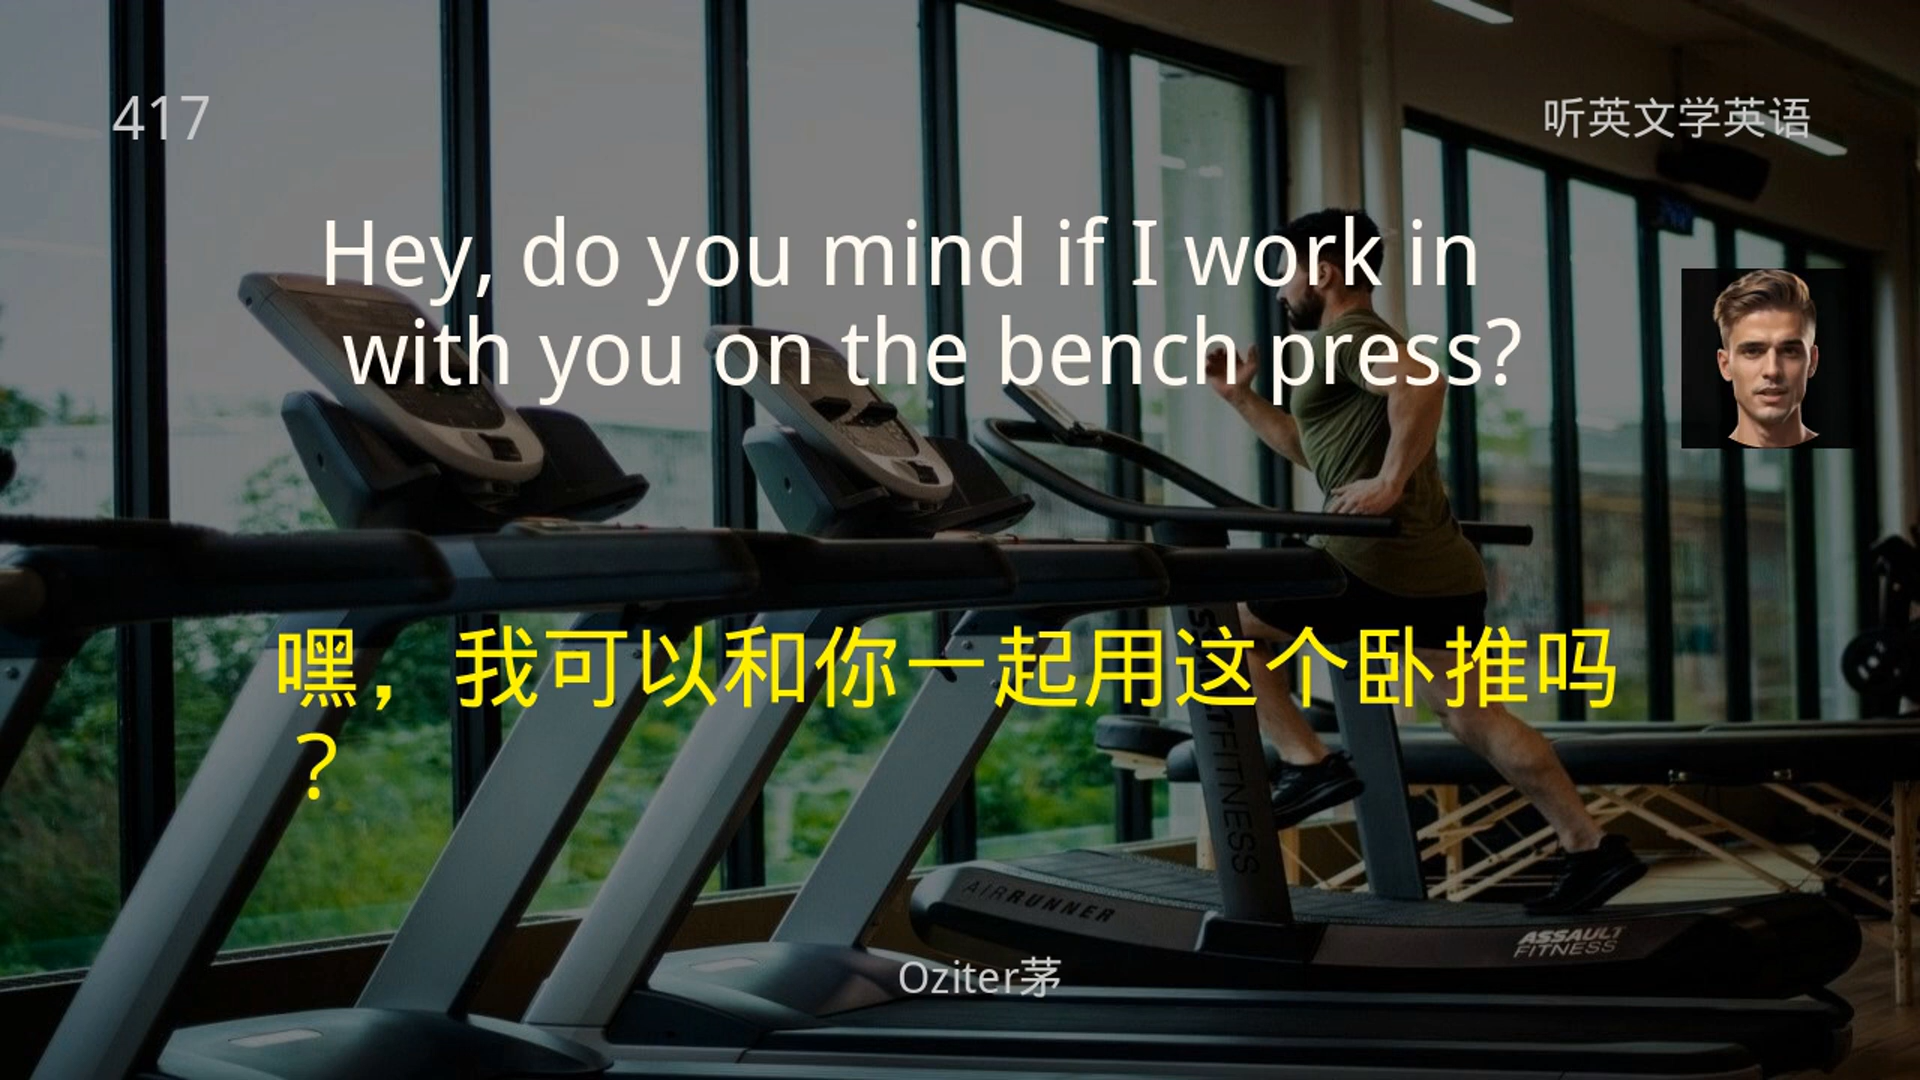 417
听英文学英语
Hey, do you mind if I work in
with you on the bench press?
嘿，我可以和你一起用这个卧推吗
？
FITNESS
AIRRUNNER
ASSAULT
FITNESS
Oziter茅